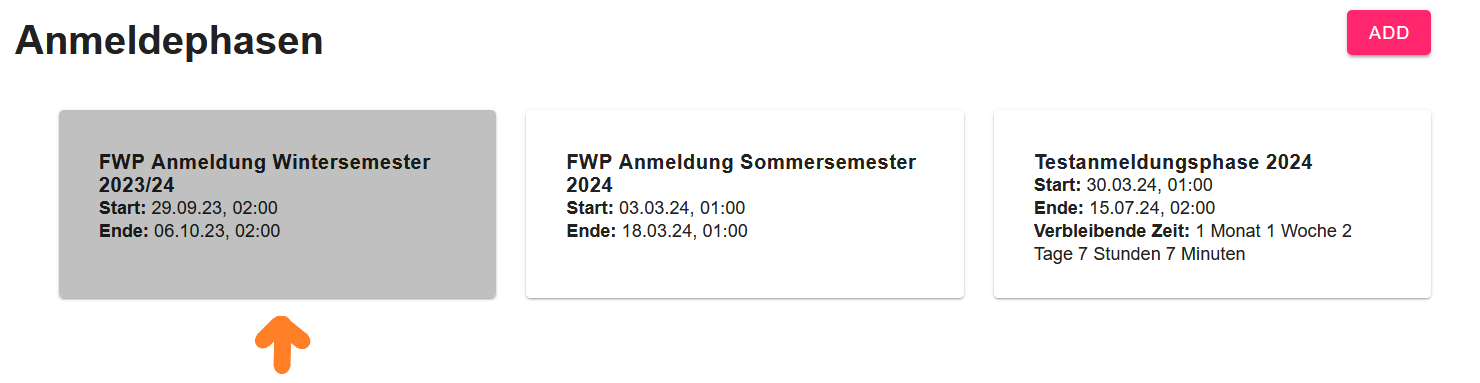 Anmeldephasen
ADD
FWP Anmeldung Wintersemester
2023/24
Start: 29.09.23, 02:00
Ende: 06.10.23, 02:00
FWP Anmeldung Sommersemester
2024
Start: 03.03.24, 01:00
Ende: 18.03.24, 01:00
Testanmeldungsphase 2024
Start: 30.03.24, 01:00
Ende: 15.07.24, 02:00
Verbleibende Zeit: 1 Monat 1 Woche 2
Tage 7 Stunden 7 Minuten